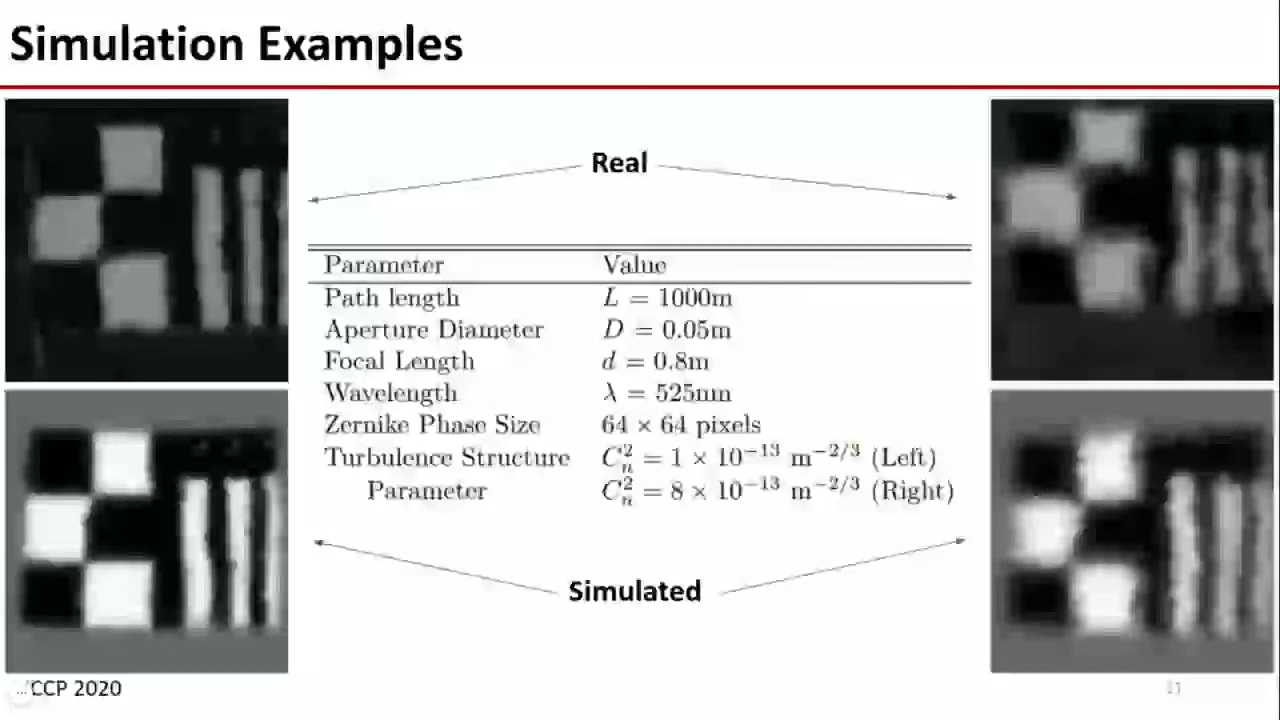 Simulation Examples
Real
Parameter Value
Path length L = 1000m
Aperture Diameter D = 0.05m
Focal Length d = 0.8m
Wavelength λ = 525nm
Zernike Phase Size 64 × 64 pixels
Turbulence Structure C_n^2 = 1 × 10^{-13} m^{-2/3} (Left)
Parameter C_n^2 = 8 × 10^{-13} m^{-2/3} (Right)
Simulated
CCP 2020